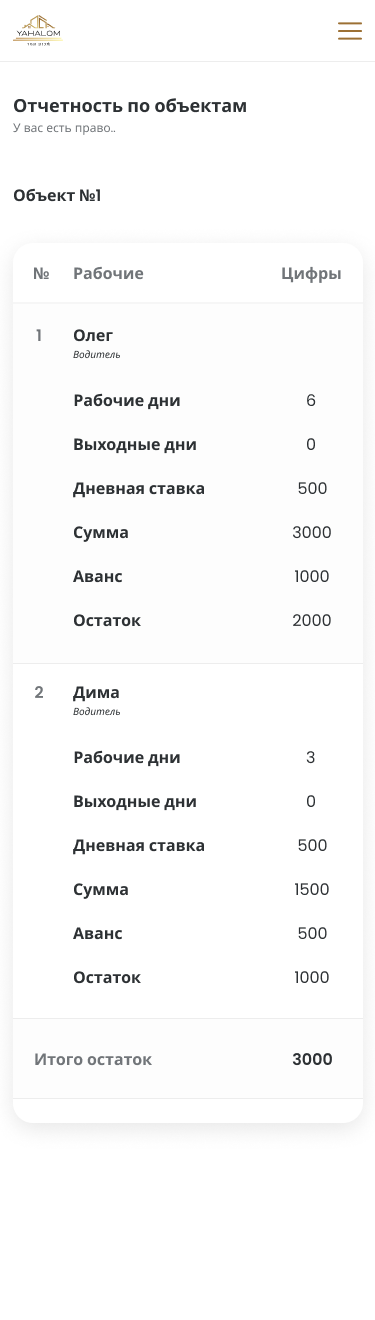 YAHALOM
Отчетность по объектам
У вас есть право..
Объект №1
№ Рабочие Цифры
1 Олег
Водитель
Рабочие дни 6
Выходные дни 0
Дневная ставка 500
Сумма 3000
Аванс 1000
Остаток 2000
2 Дима
Водитель
Рабочие дни 3
Выходные дни 0
Дневная ставка 500
Сумма 1500
Аванс 500
Остаток 1000
Итого остаток 3000